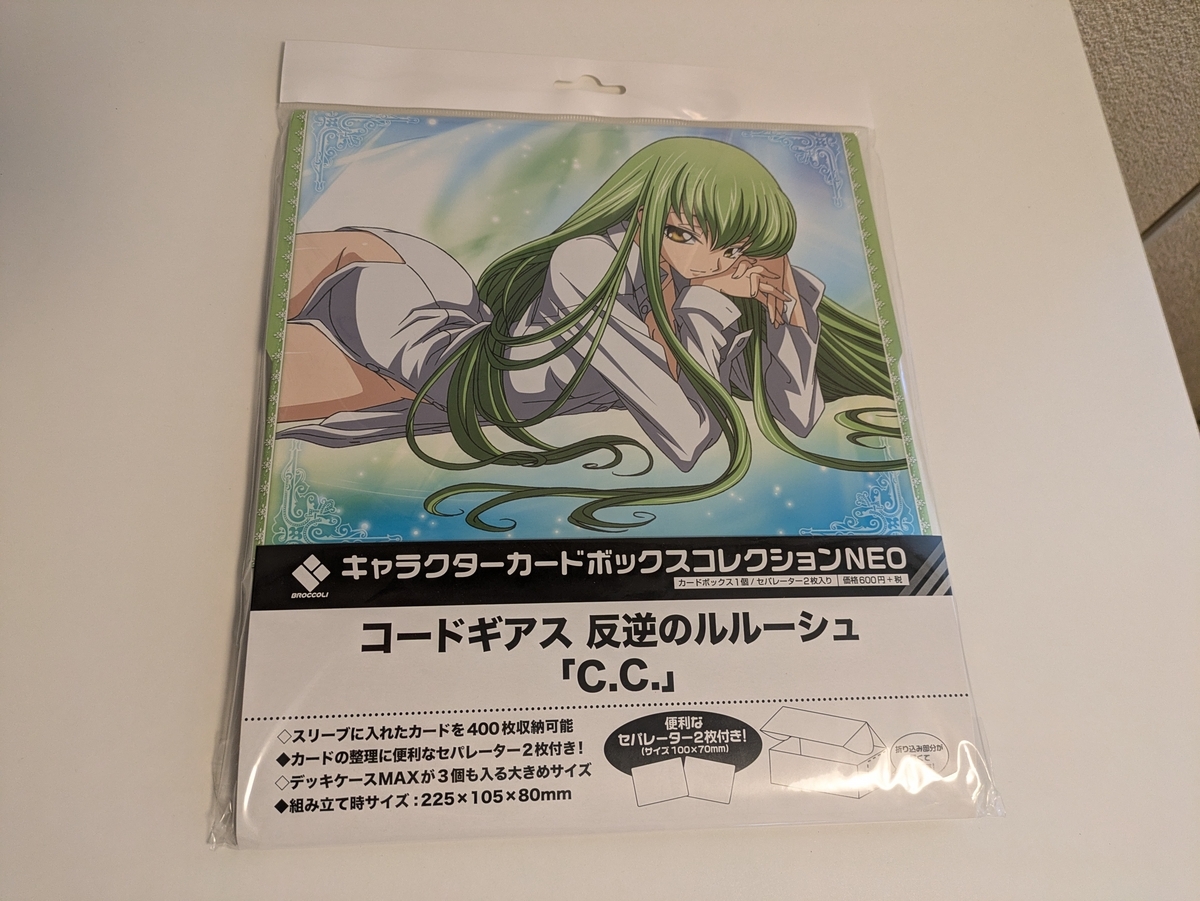 BROCCOLI
キャラクターカードボックスコレクションNEO
カードボックス1個/セパレーター2枚入り 価格600円+税
コードギアス 反逆のルルーシュ
「C.C.」
◇スリーブに入れたカードを400枚収納可能
◆カードの整理に便利なセパレーター2枚付き!
◇デッキケースMAXが3個も入る大きめサイズ
◆組み立て時サイズ:225×105×80mm
便利な
セパレーター2枚付き!
(サイズ100×70mm)
折り込み部分が